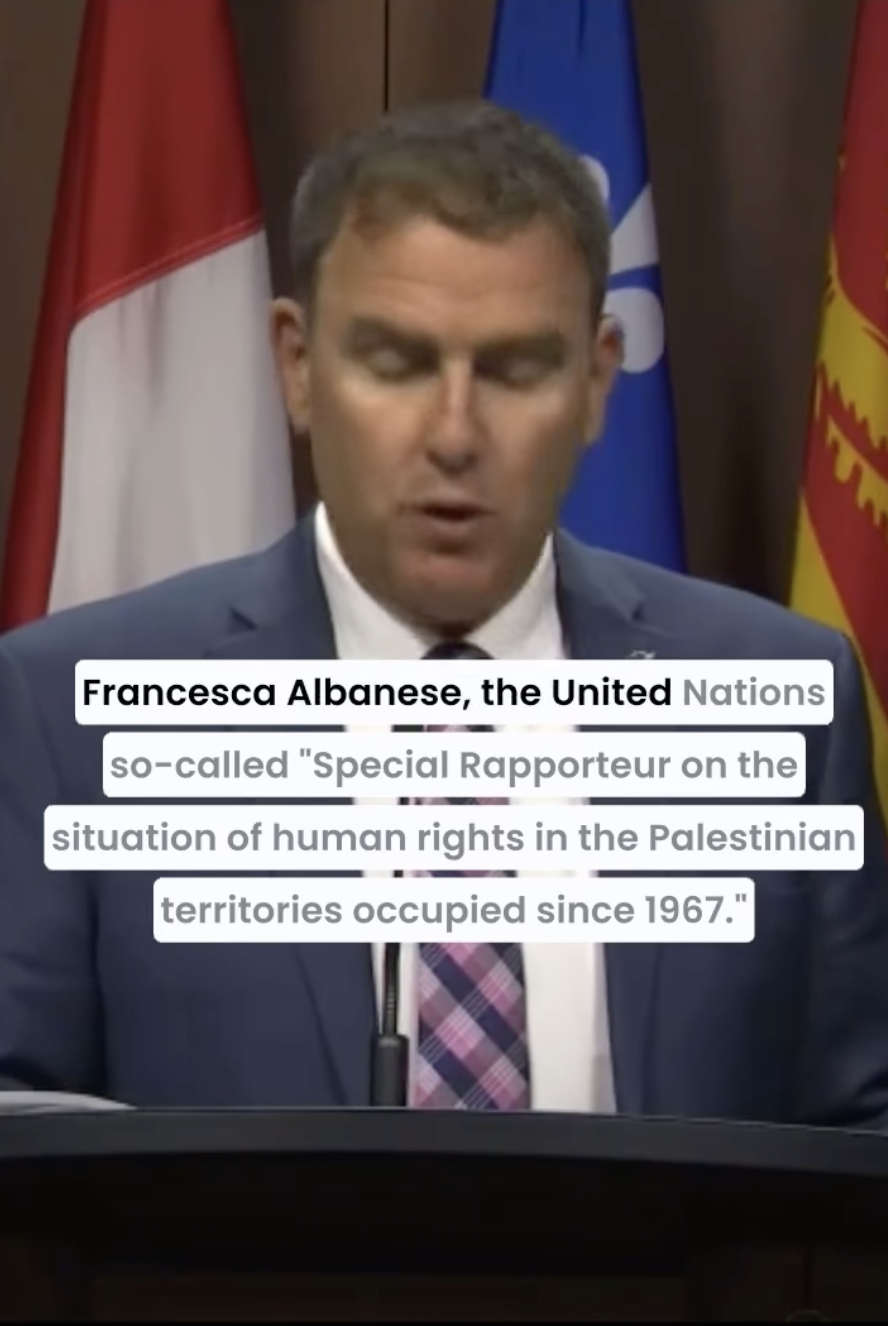 Francesca Albanese, the United Nations
so-called "Special Rapporteur on the
situation of human rights in the Palestinian
territories occupied since 1967."